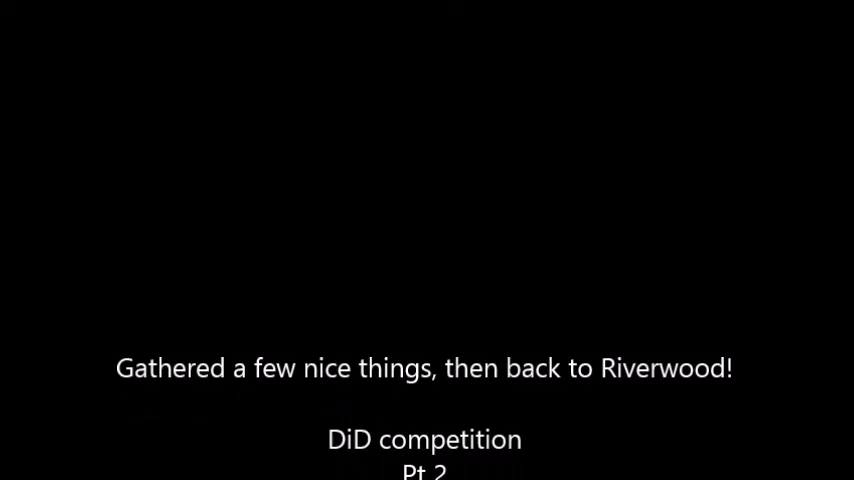 Gathered a few nice things, then back to Riverwood!
DiD competition
Pt 2